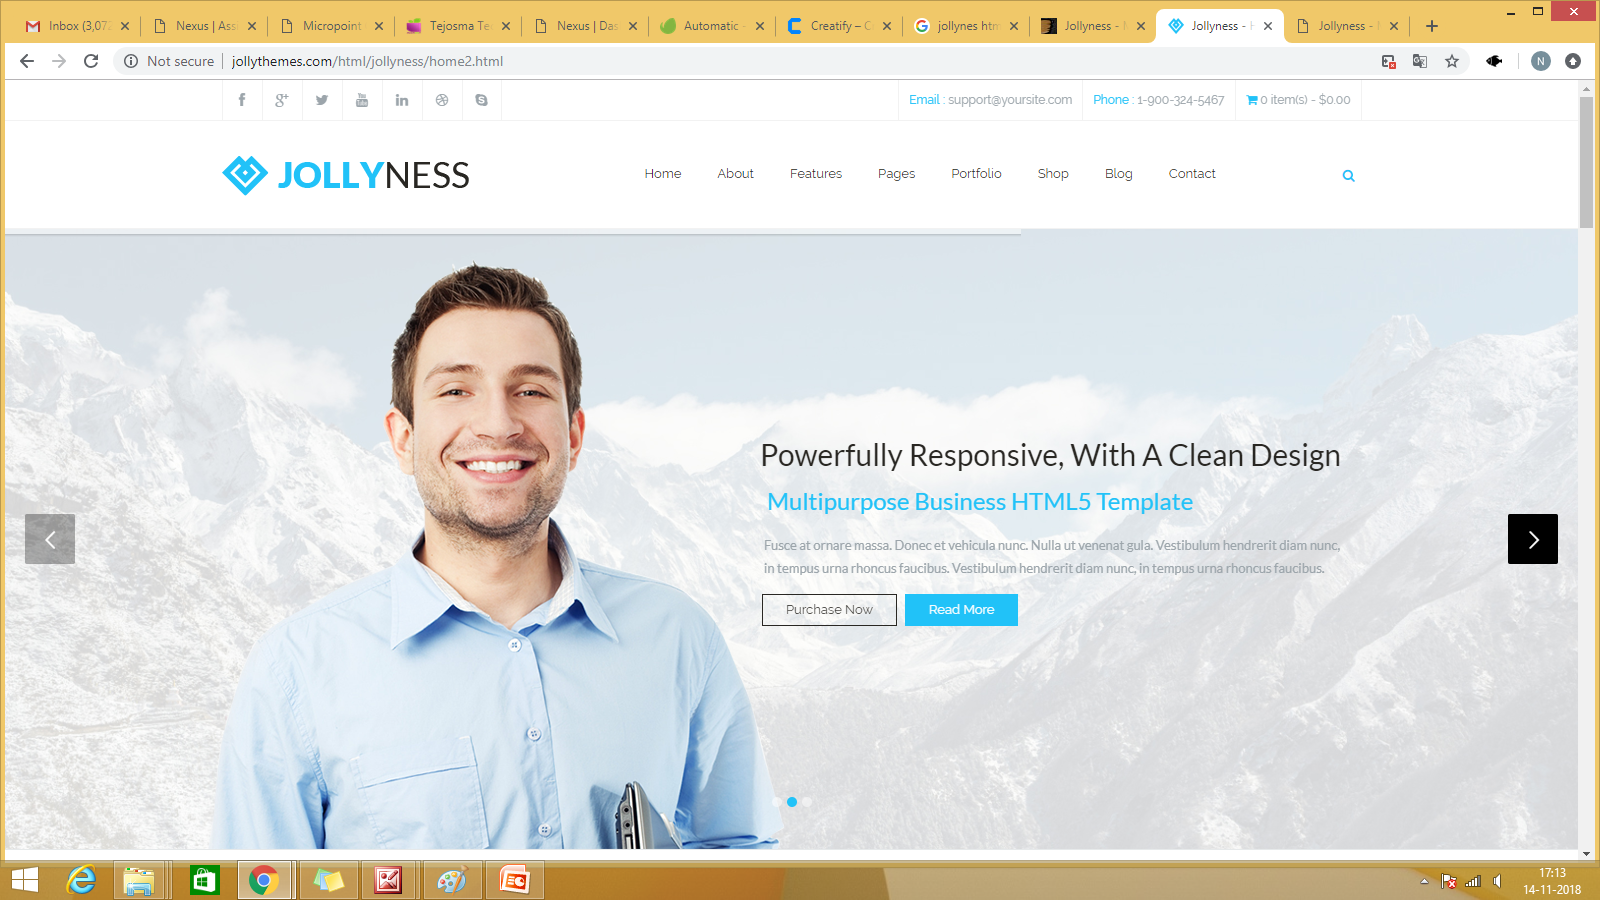 Inbox (3,07
Nexus | Ass
Micropoint
Tejosma Te
Nexus | Das
Automatic -
Creatify – C
jollynes htm
Jollyness -
Jollyness -
Jollyness -
Not secure | jollythemes.com/html/jollyness/home2.html
N
Email : support@yoursite.com
Phone : 1-900-324-5467
0 item(s) - $0.00
JOLLYNESS
Home About Features Pages Portfolio Shop Blog Contact
Powerfully Responsive, With A Clean Design
Multipurpose Business HTML5 Template
Fusce at ornare massa. Donec et vehicula nunc. Nulla ut venenat gula. Vestibulum hendrerit diam nunc,
in tempus urna rhoncus faucibus. Vestibulum hendrerit diam nunc, in tempus urna rhoncus faucibus.
Purchase Now Read More
17:13
14-11-2018